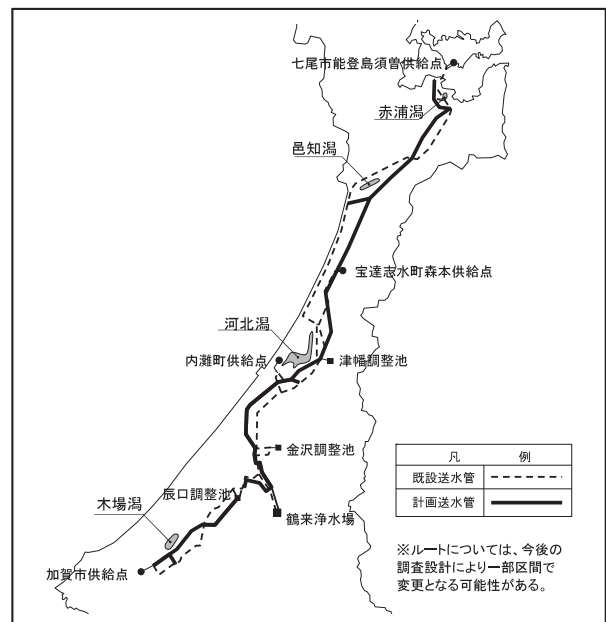 七尾市能登島須曽供給点
赤浦潟
邑知潟
宝達志水町森本供給点
河北潟
内灘町供給点
津幡調整池
金沢調整池
辰口調整池
鶴来浄水場
木場潟
加賀市供給点
凡 例
既設送水管
計画送水管
※ルートについては、今後の
調査設計により一部区間で
変更となる可能性がある。